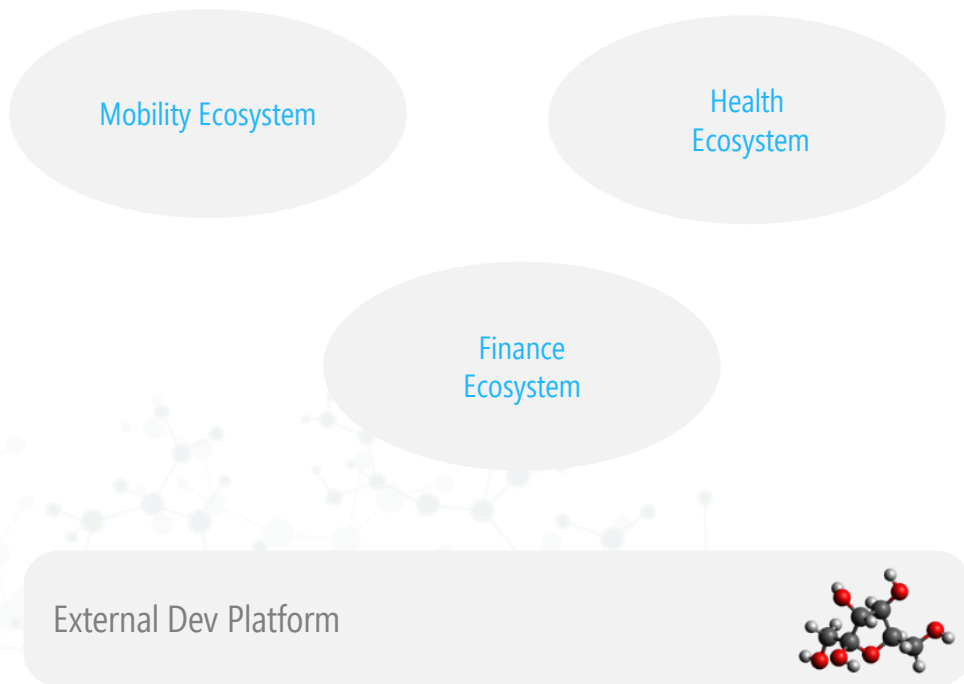 Mobility Ecosystem
Health
Ecosystem
Finance
Ecosystem
External Dev Platform